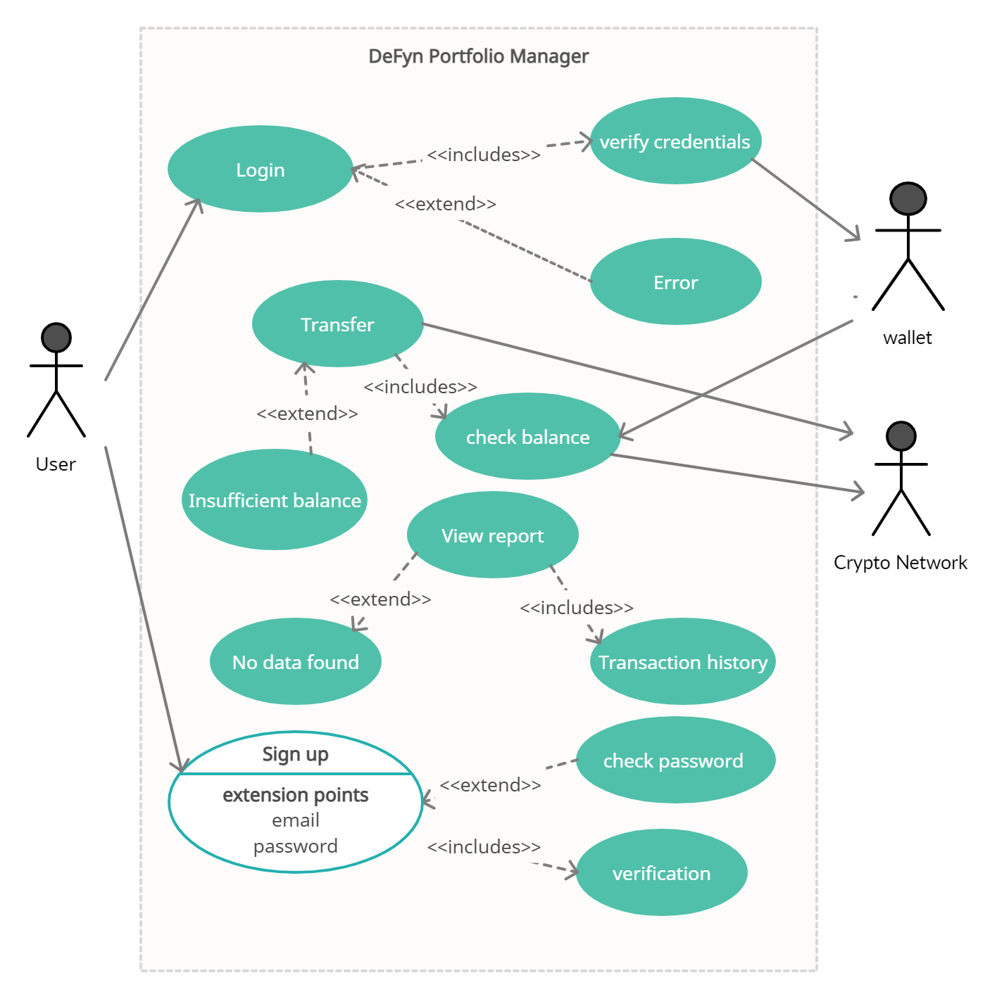 DeFyn Portfolio Manager
verify credentials
<<includes>>
Login
<<extend>>
Error
Transfer
wallet
<<includes>>
<<extend>>
check balance
User
Insufficient balance
View report
Crypto Network
<<extend>>
<<includes>>
No data found
Transaction history
Sign up
check password
<<extend>>
extension points
email
password
<<includes>>
verification